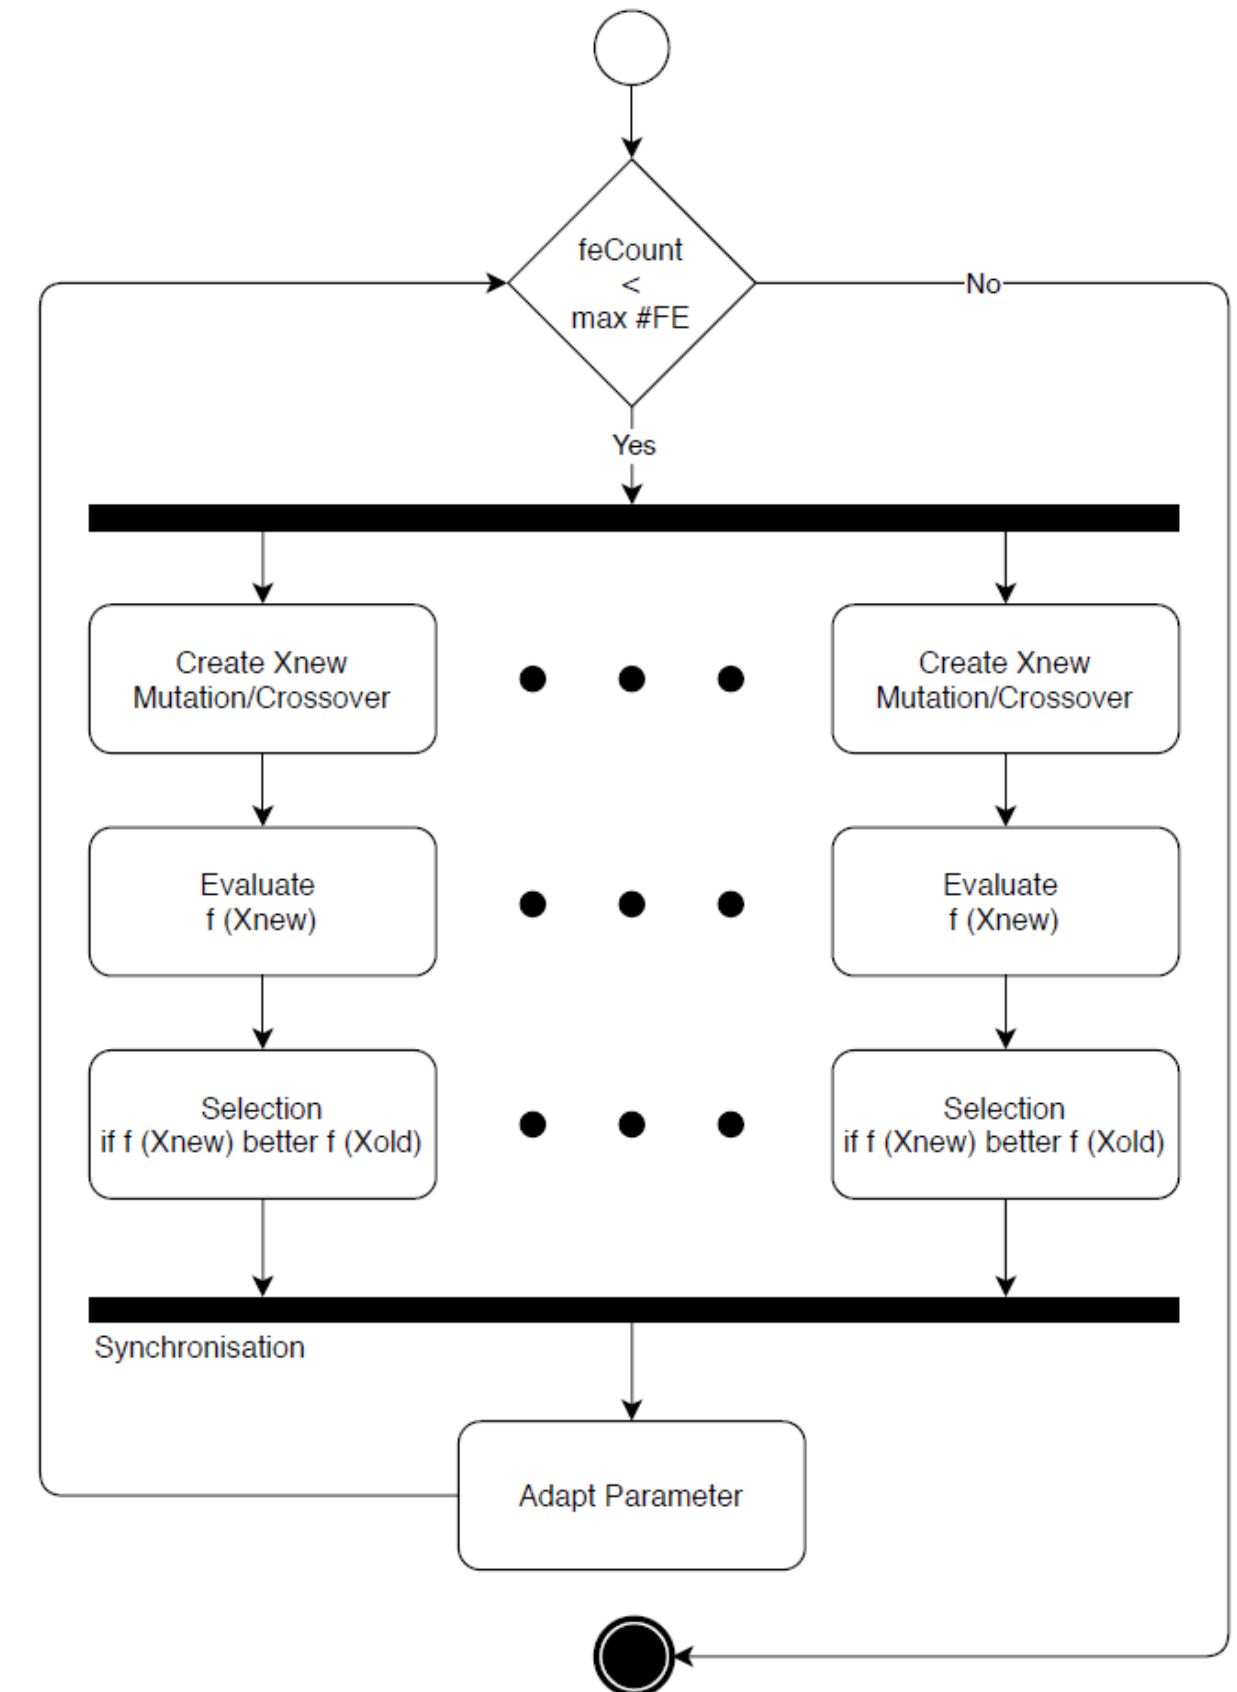 feCount
<
max #FE
No
Yes
Create Xnew
Mutation/Crossover
Create Xnew
Mutation/Crossover
Evaluate
f (Xnew)
Evaluate
f (Xnew)
Selection
if f (Xnew) better f (Xold)
Selection
if f (Xnew) better f (Xold)
Synchronisation
Adapt Parameter